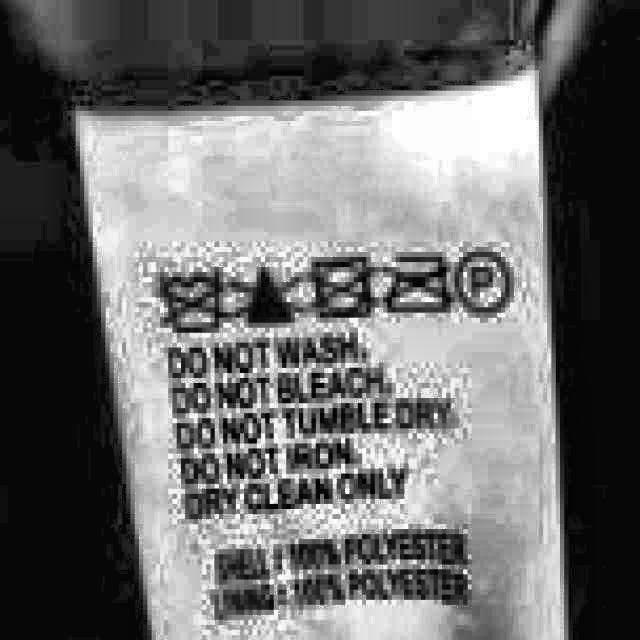 P
DO NOT WASH.
DO NOT BLEACH.
DO NOT TUMBLE DRY.
DO NOT IRON.
DRY CLEAN ONLY
100% POLYESTER
100% POLYESTER